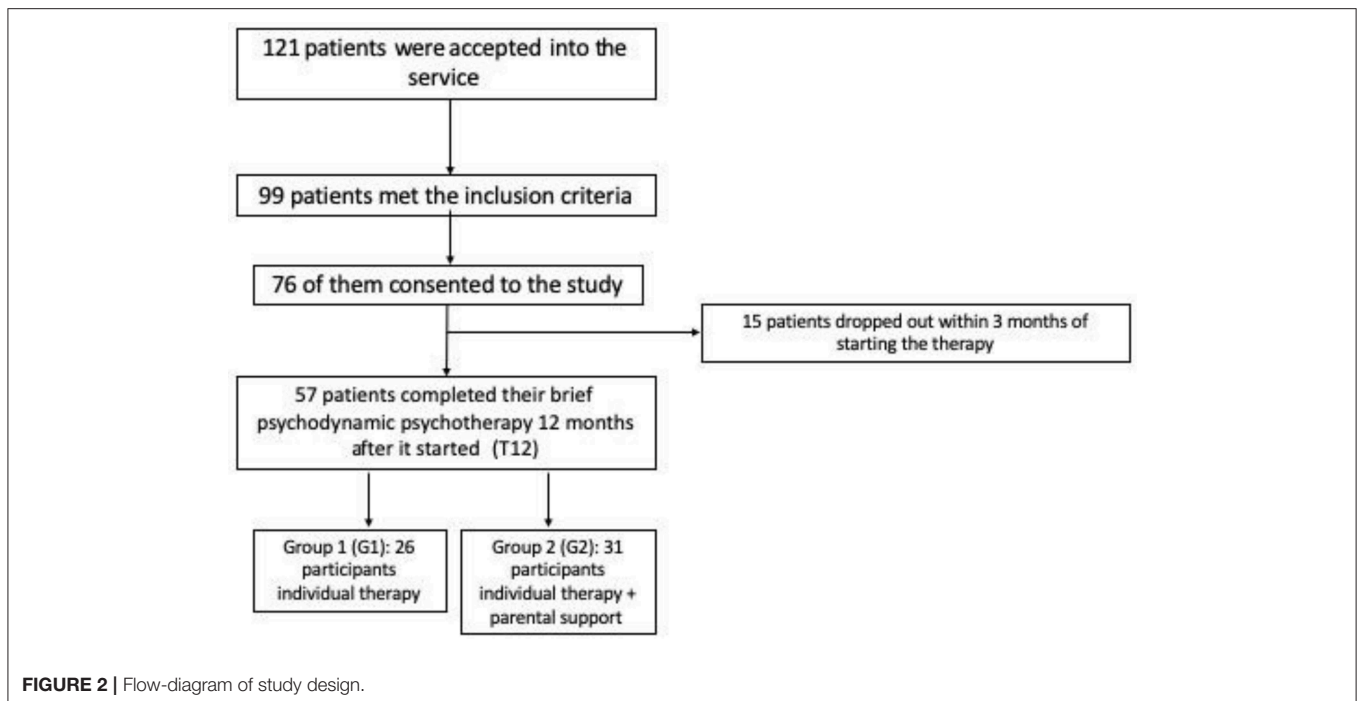 121 patients were accepted into the
service
99 patients met the inclusion criteria
76 of them consented to the study
15 patients dropped out within 3 months of
starting the therapy
57 patients completed their brief
psychodynamic psychotherapy 12 months
after it started (T12)
Group 1 (G1): 26
participants
individual therapy
Group 2 (G2): 31
participants
individual therapy +
parental support
FIGURE 2 | Flow-diagram of study design.